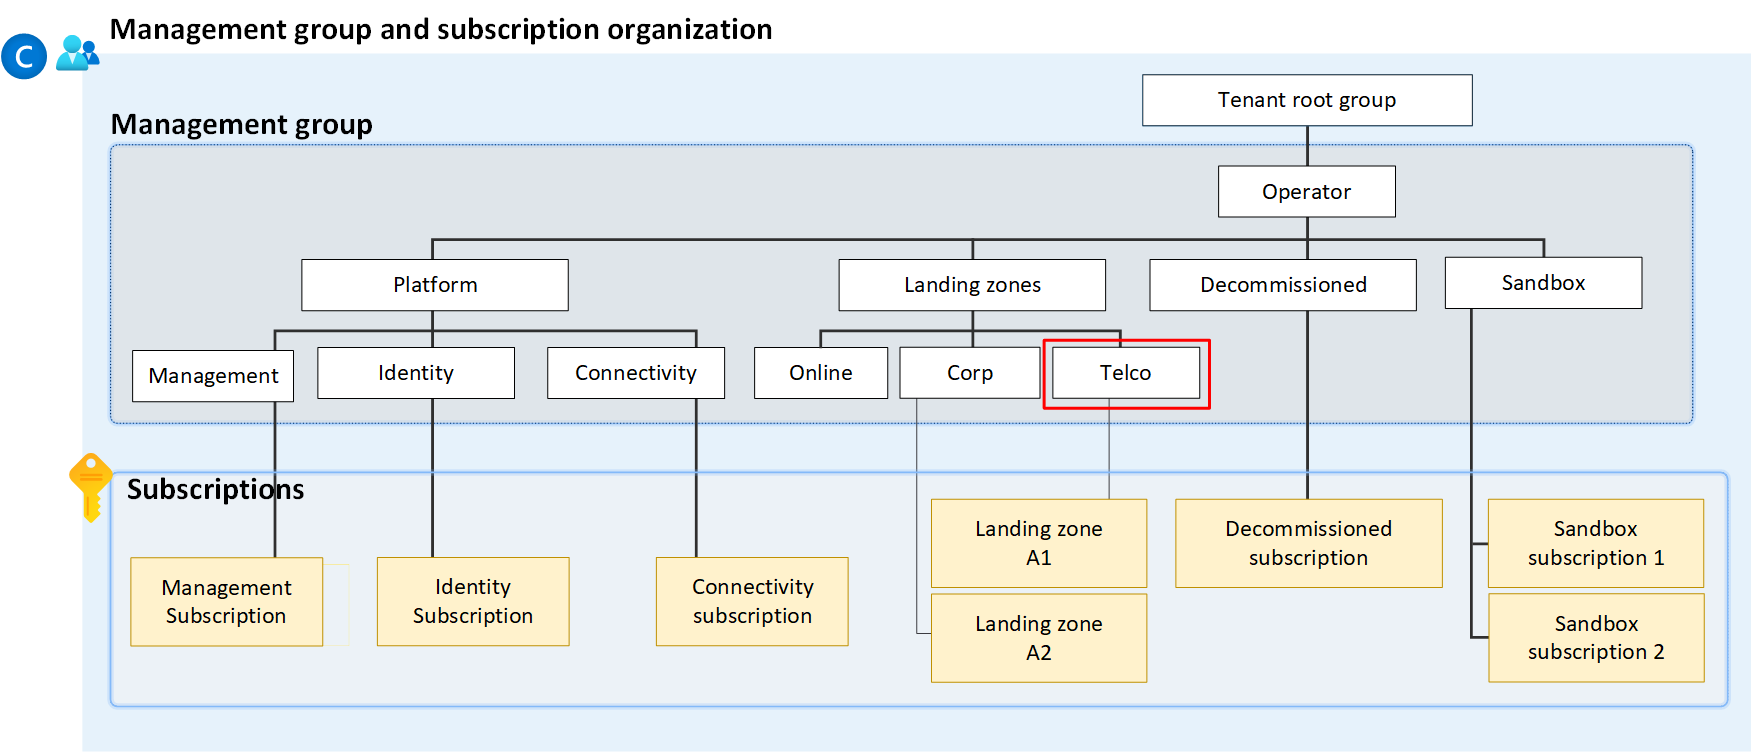 Management group and subscription organization
C
Tenant root group
Management group
Operator
Platform
Landing zones
Decommissioned
Sandbox
Management
Identity
Connectivity
Online
Corp
Telco
Subscriptions
Landing zone
A1
Decommissioned
subscription
Sandbox
subscription 1
Management
Subscription
Identity
Subscription
Connectivity
subscription
Landing zone
A2
Sandbox
subscription 2